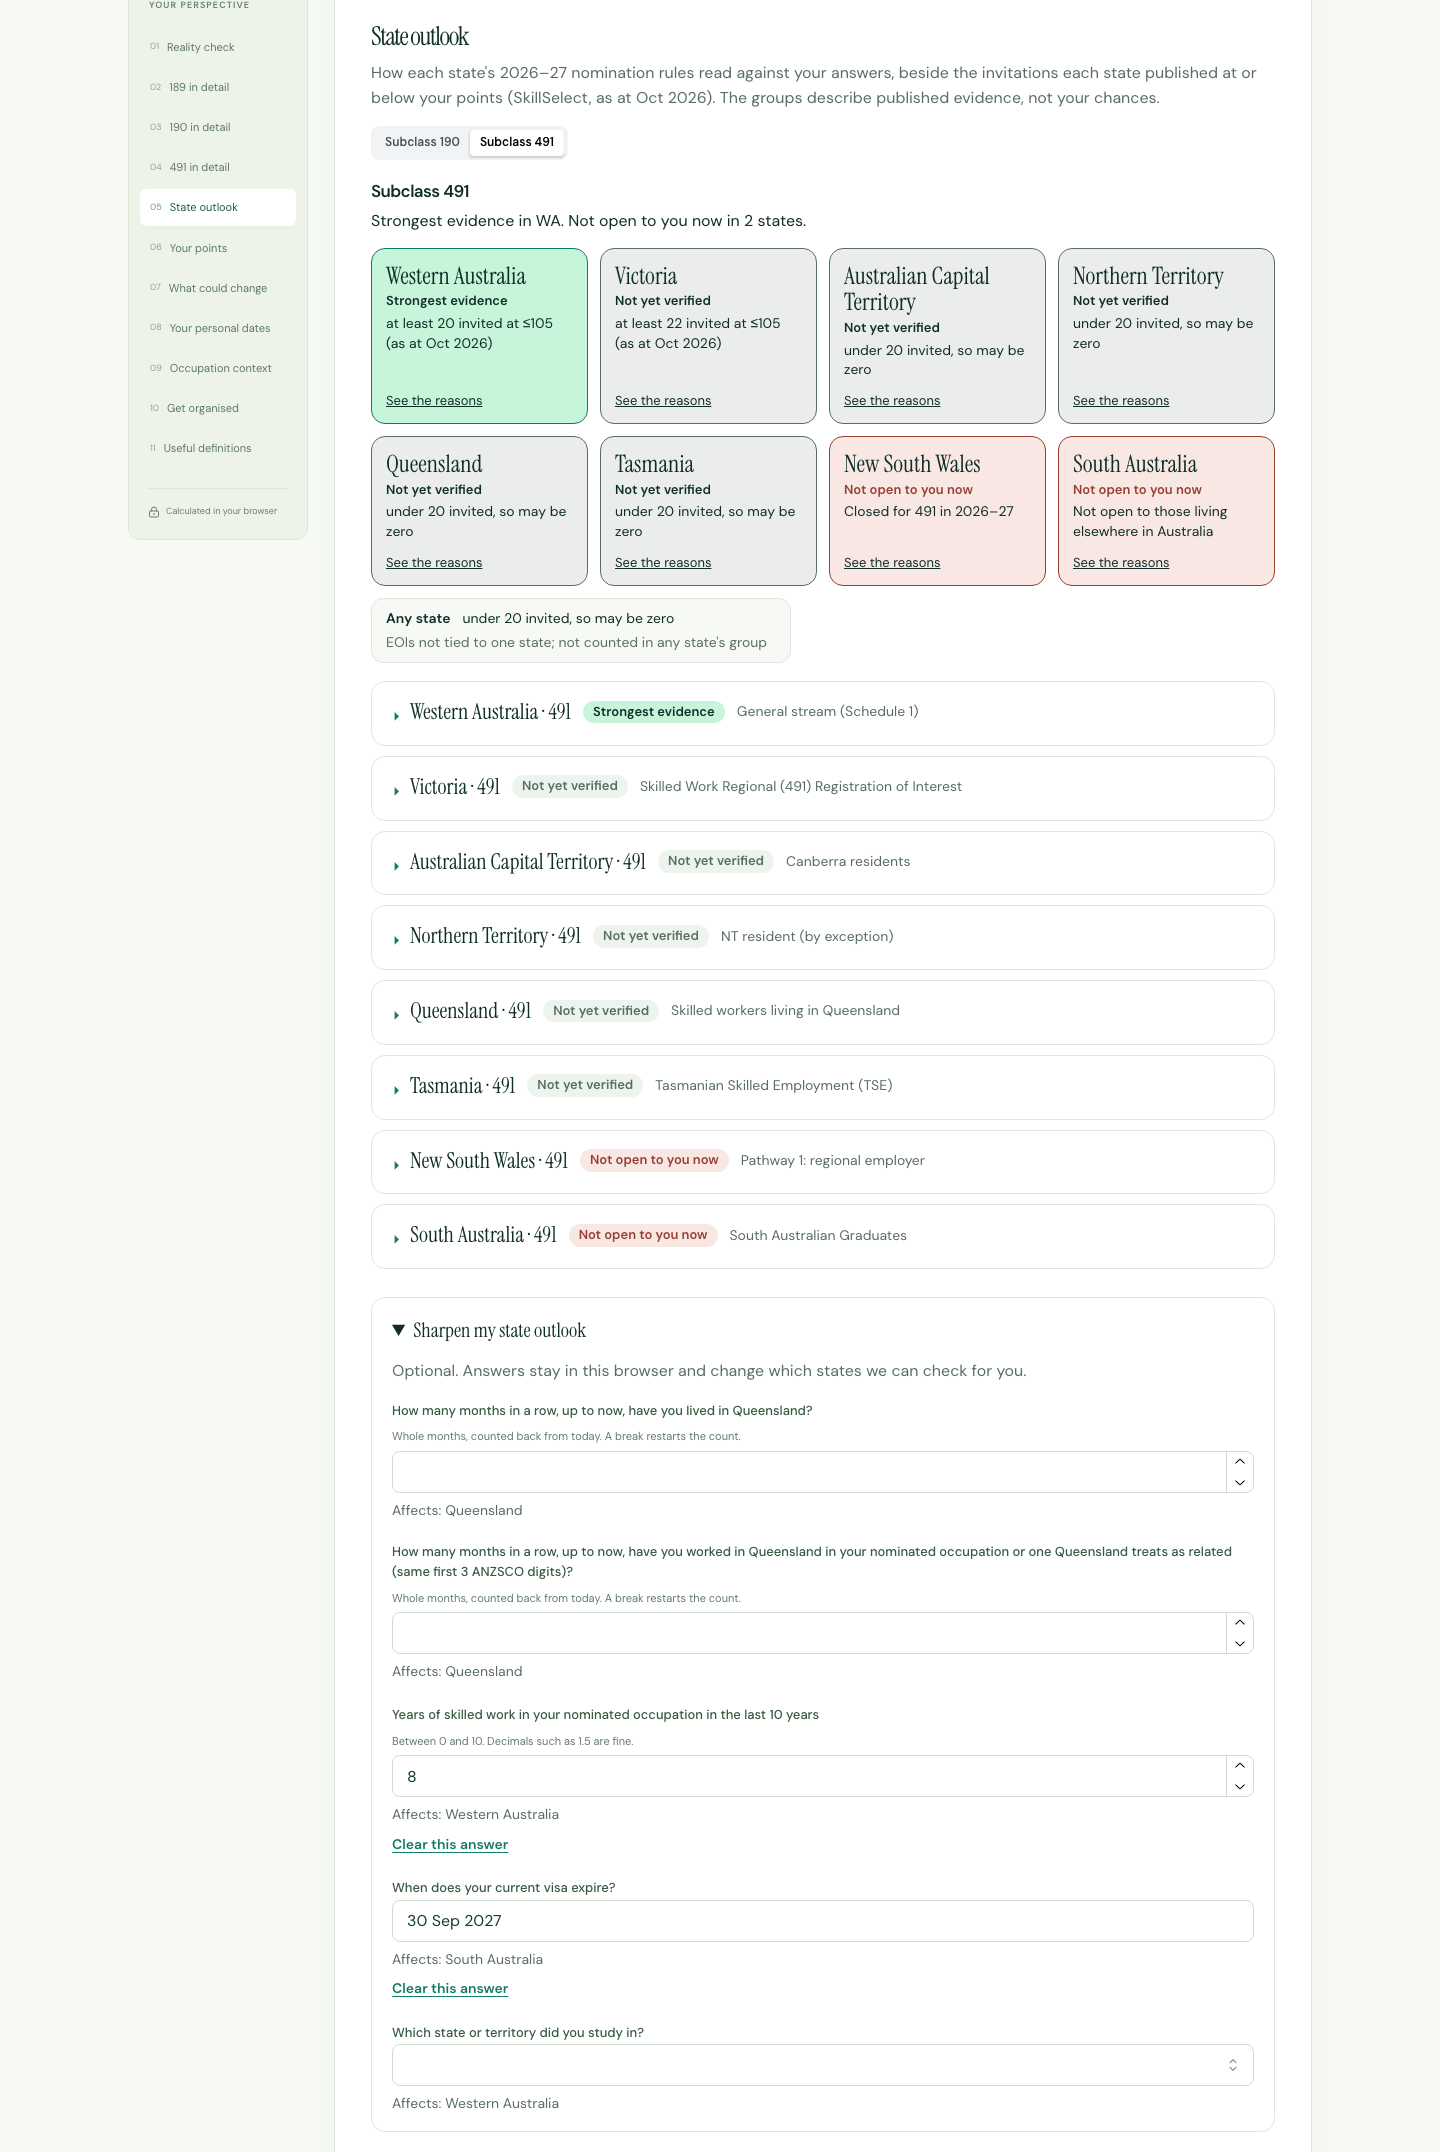 YOUR PERSPECTIVE
01 Reality check
02 189 in detail
03 190 in detail
04 491 in detail
05 State outlook
06 Your points
07 What could change
08 Your personal dates
09 Occupation context
10 Get organised
11 Useful definitions
Calculated in your browser
State outlook
How each state's 2026–27 nomination rules read against your answers, beside the invitations each state published at or
below your points (SkillSelect, as at Oct 2026). The groups describe published evidence, not your chances.
Subclass 190 Subclass 491
Subclass 491
Strongest evidence in WA. Not open to you now in 2 states.
Western Australia
Strongest evidence
at least 20 invited at ≤105
(as at Oct 2026)
See the reasons
Victoria
Not yet verified
at least 22 invited at ≤105
(as at Oct 2026)
See the reasons
Australian Capital
Territory
Not yet verified
under 20 invited, so may be
zero
See the reasons
Northern Territory
Not yet verified
under 20 invited, so may be
zero
See the reasons
Queensland
Not yet verified
under 20 invited, so may be
zero
See the reasons
Tasmania
Not yet verified
under 20 invited, so may be
zero
See the reasons
New South Wales
Not open to you now
Closed for 491 in 2026–27
See the reasons
South Australia
Not open to you now
Not open to those living
elsewhere in Australia
See the reasons
Any state under 20 invited, so may be zero
EOIs not tied to one state; not counted in any state's group
Western Australia · 491 Strongest evidence General stream (Schedule 1)
Victoria · 491 Not yet verified Skilled Work Regional (491) Registration of Interest
Australian Capital Territory · 491 Not yet verified Canberra residents
Northern Territory · 491 Not yet verified NT resident (by exception)
Queensland · 491 Not yet verified Skilled workers living in Queensland
Tasmania · 491 Not yet verified Tasmanian Skilled Employment (TSE)
New South Wales · 491 Not open to you now Pathway 1: regional employer
South Australia · 491 Not open to you now South Australian Graduates
Sharpen my state outlook
Optional. Answers stay in this browser and change which states we can check for you.
How many months in a row, up to now, have you lived in Queensland?
Whole months, counted back from today. A break restarts the count.
Affects: Queensland
How many months in a row, up to now, have you worked in Queensland in your nominated occupation or one Queensland treats as related
(same first 3 ANZSCO digits)?
Whole months, counted back from today. A break restarts the count.
Affects: Queensland
Years of skilled work in your nominated occupation in the last 10 years
Between 0 and 10. Decimals such as 1.5 are fine.
8
Affects: Western Australia
Clear this answer
When does your current visa expire?
30 Sep 2027
Affects: South Australia
Clear this answer
Which state or territory did you study in?
Affects: Western Australia